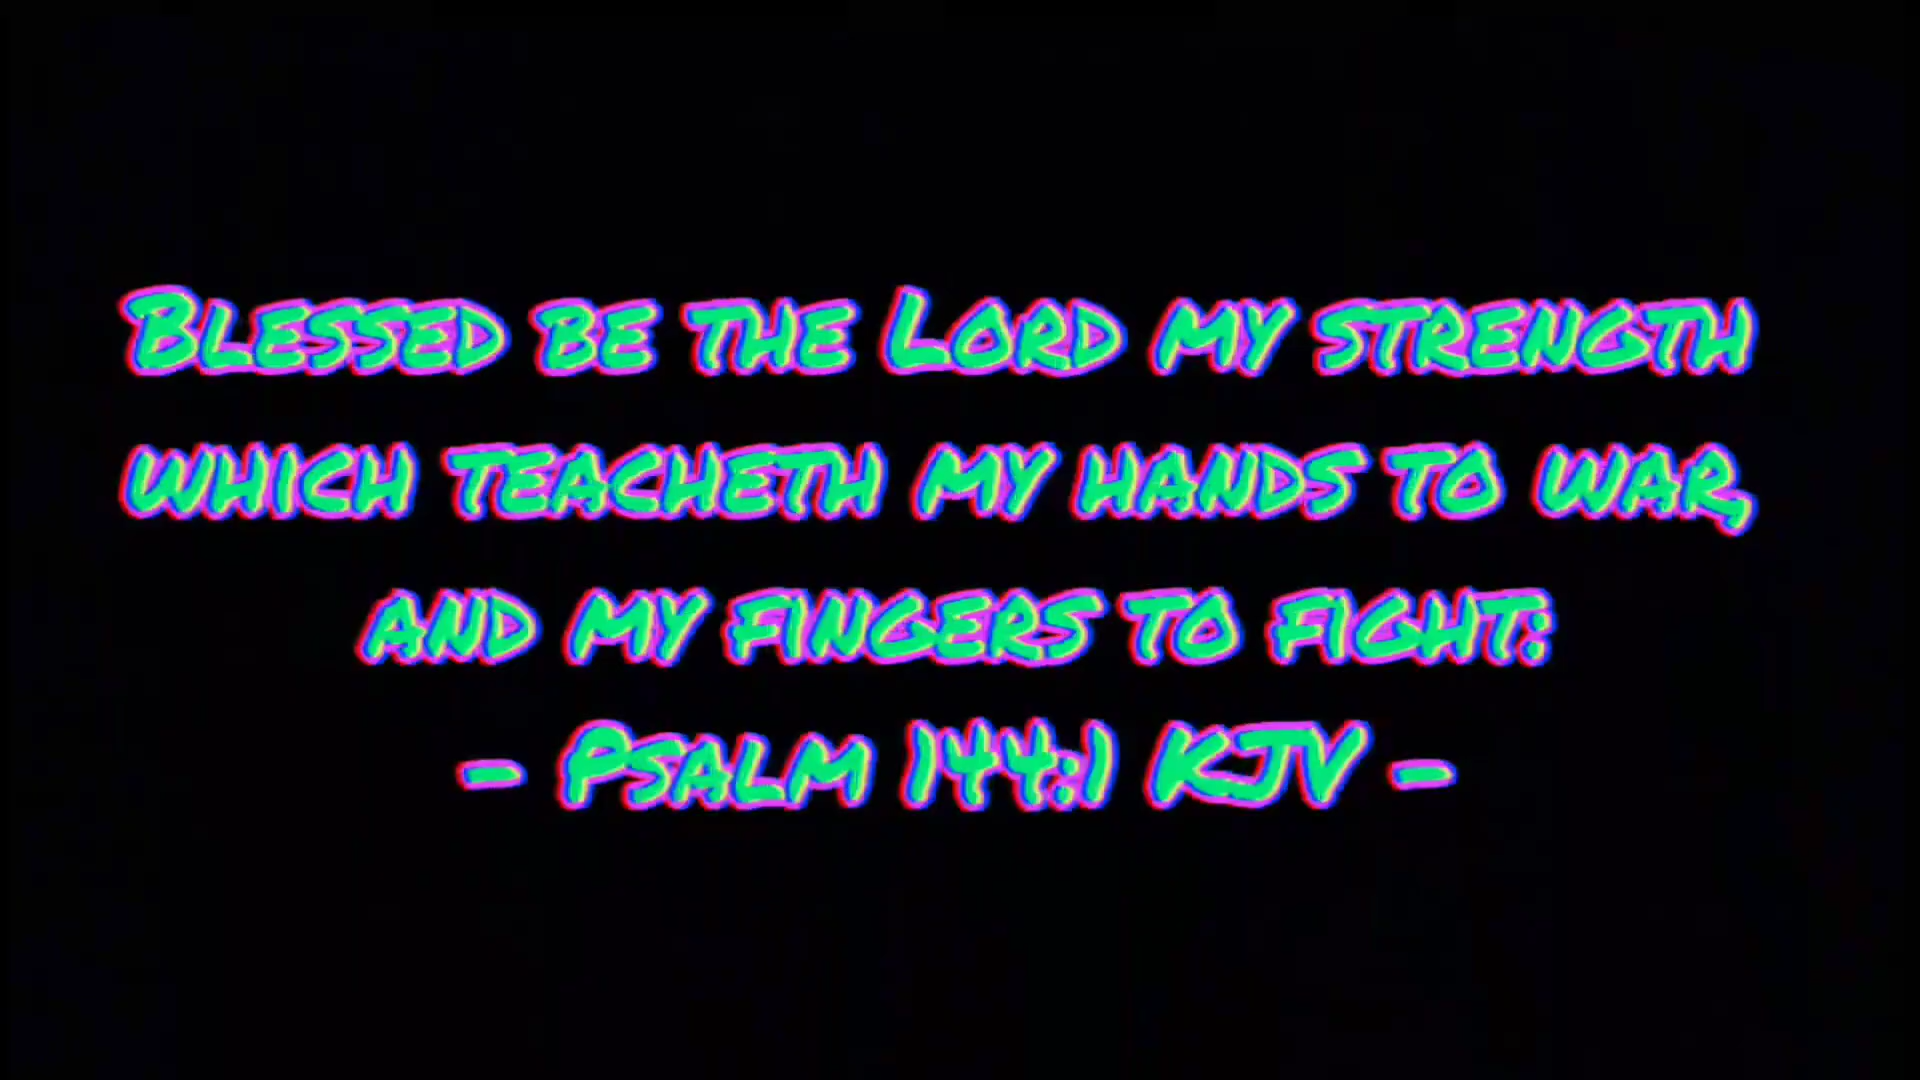 Blessed be the Lord my strength
which teacheth my hands to war,
and my fingers to fight:
- Psalm 144:1 KJV -